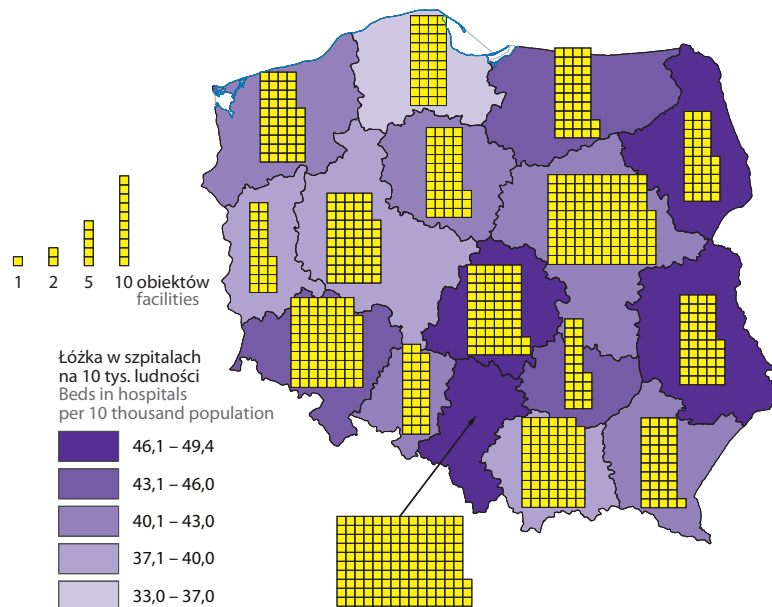 1 2 5 10 obiektów
facilities
Łóżka w szpitalach
na 10 tys. ludności
Beds in hospitals
per 10 thousand population
46,1 – 49,4
43,1 – 46,0
40,1 – 43,0
37,1 – 40,0
33,0 – 37,0